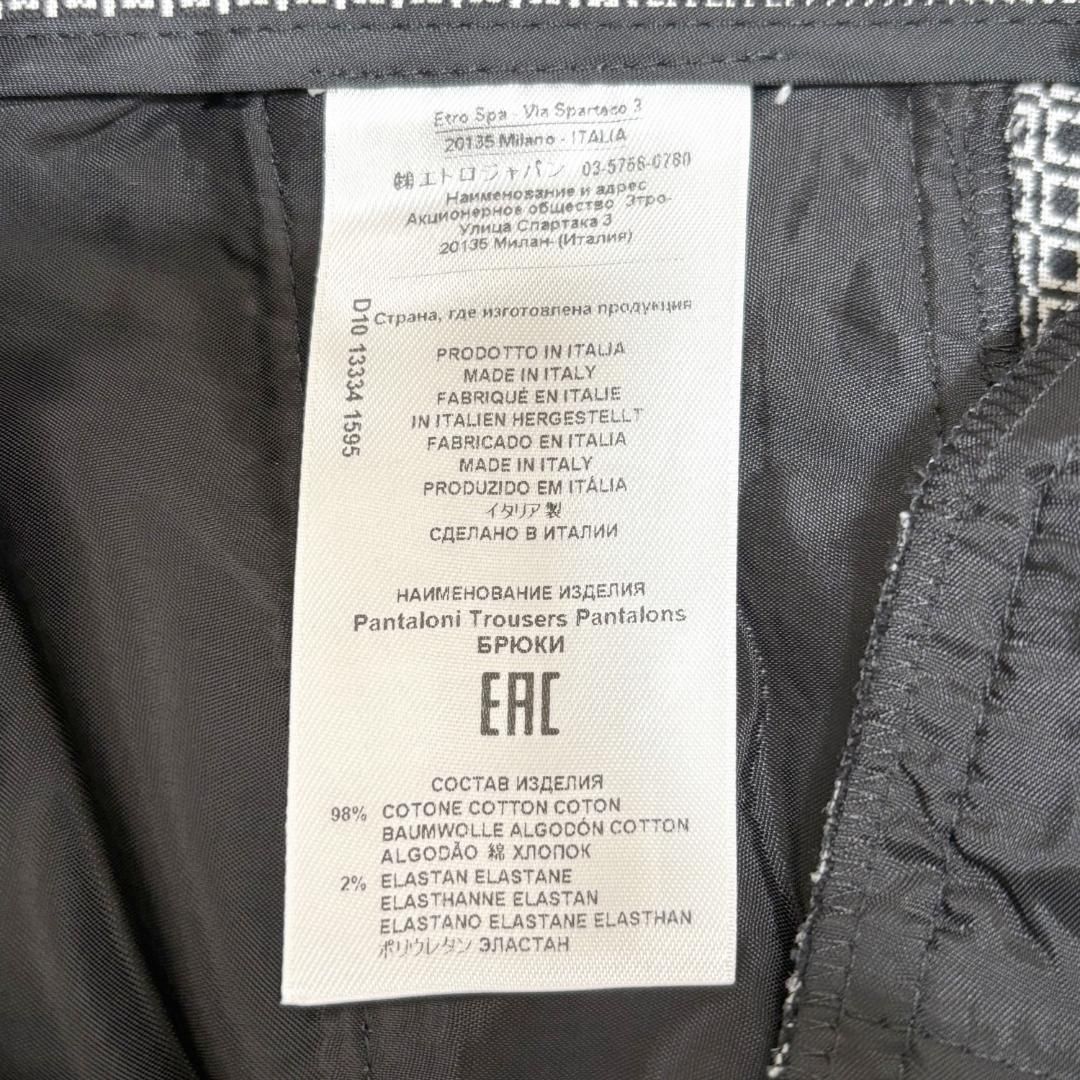 Etro Spa - Via Spartaco 3
20135 Milano - ITALIA
㈱エトロジャパン 03-5766-0780
Наименование и адрес
Акционерное общество Этро-
Улица Спартака 3
20135 Милан- (Италия)
Страна, где изготовлена продукция
D10 13334 1595
PRODOTTO IN ITALIA
MADE IN ITALY
FABRIQUÉ EN ITALIE
IN ITALIEN HERGESTELLT
FABRICADO EN ITALIA
MADE IN ITALY
PRODUZIDO EM ITÁLIA
イタリア製
СДЕЛАНО В ИТАЛИИ
НАИМЕНОВАНИЕ ИЗДЕЛИЯ
Pantaloni Trousers Pantalons
БРЮКИ
EAC
СОСТАВ ИЗДЕЛИЯ
98% COTONE COTTON COTON
BAUMWOLLE ALGODÓN COTTON
ALGODÃO 綿 ХЛОПОК
2% ELASTAN ELASTANE
ELASTHANNE ELASTAN
ELASTANO ELASTANE ELASTHAN
ポリウレタン ЭЛАСТАН